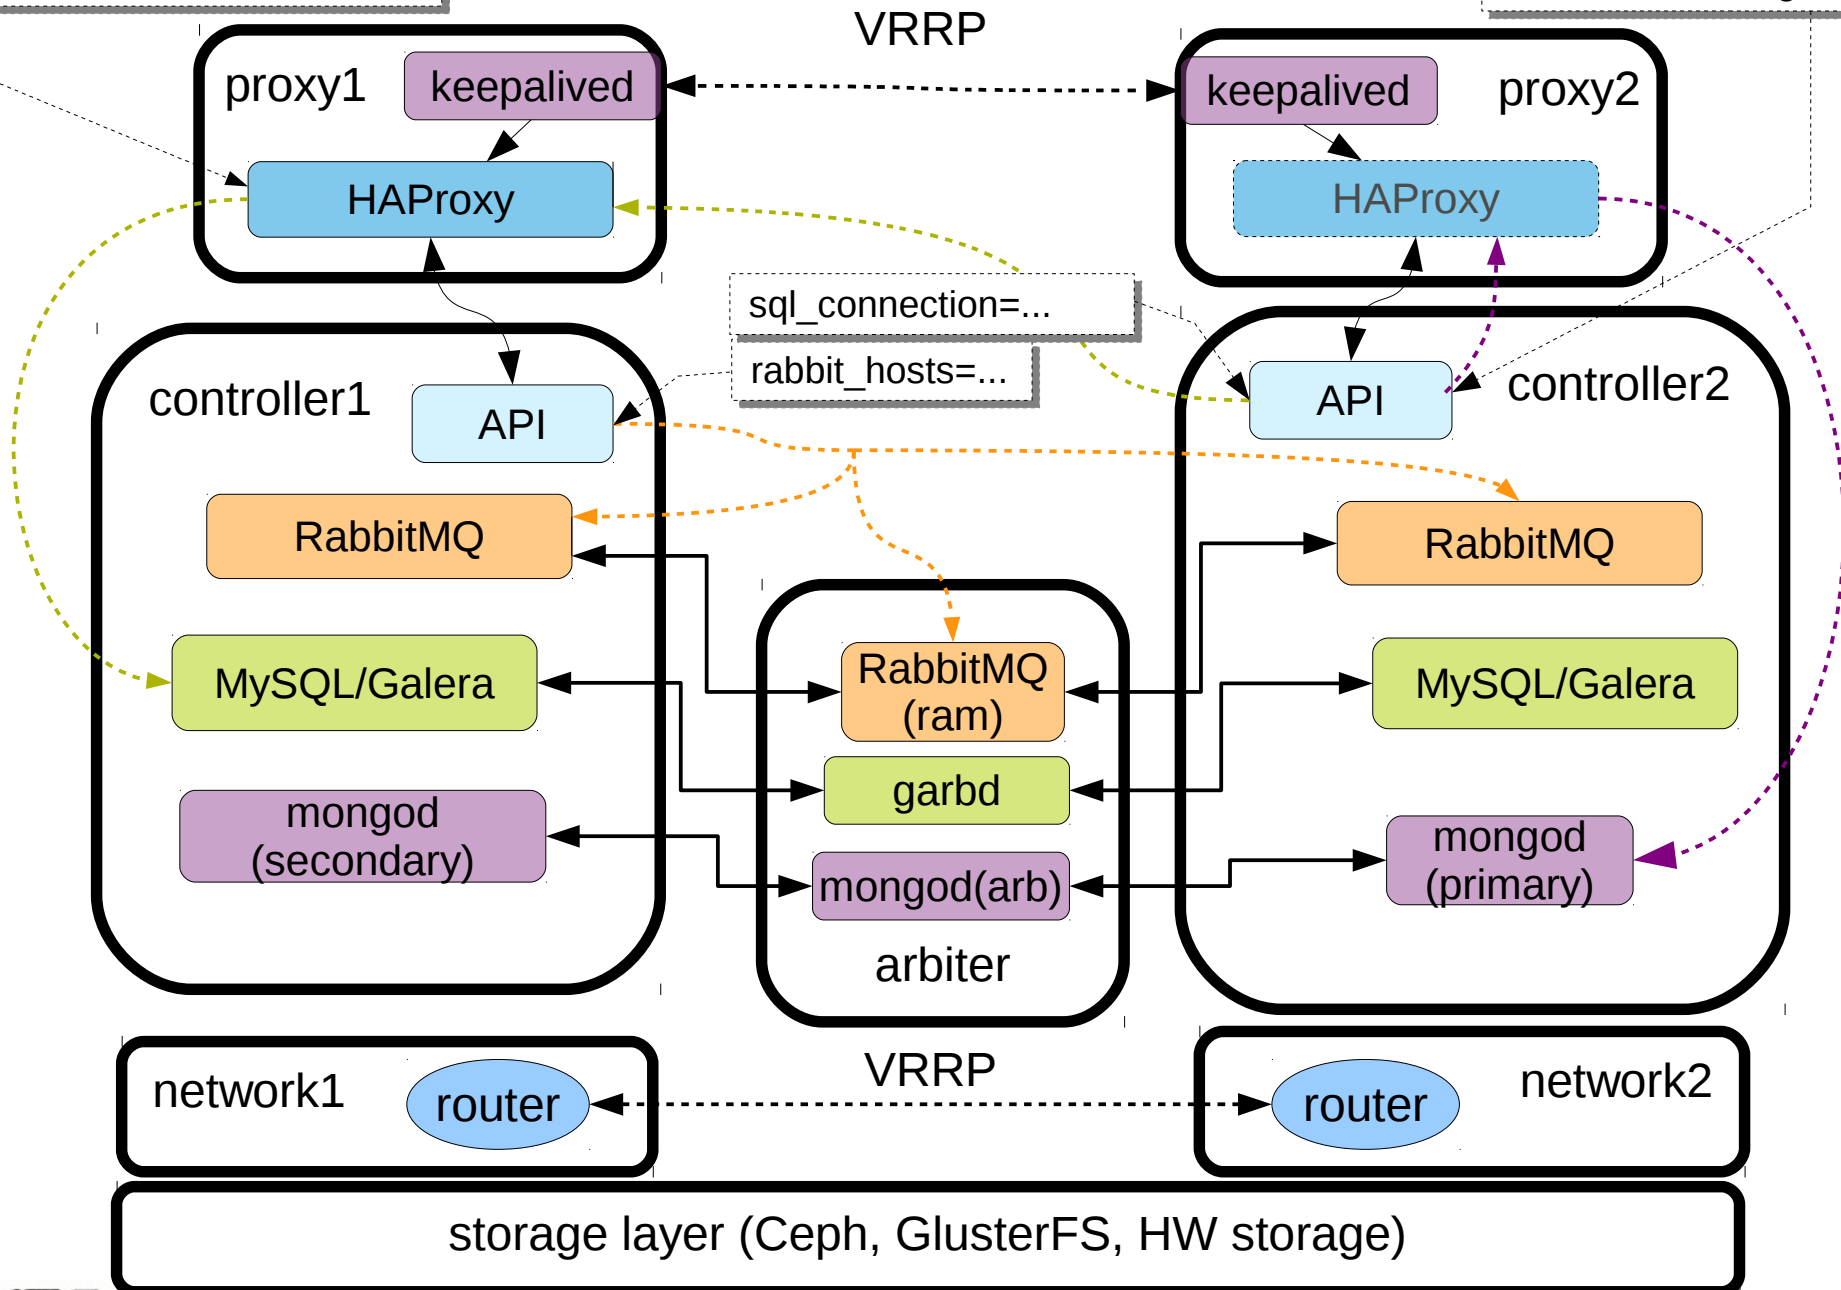 VRRP
proxy1
keepalived
keepalived
proxy2
HAProxy
HAProxy
sql_connection=...
rabbit_hosts=...
controller1
API
API
controller2
RabbitMQ
RabbitMQ
RabbitMQ
(ram)
MySQL/Galera
MySQL/Galera
garbd
mongod
(secondary)
mongod(arb)
mongod
(primary)
arbiter
VRRP
network1
router
router
network2
storage layer (Ceph, GlusterFS, HW storage)